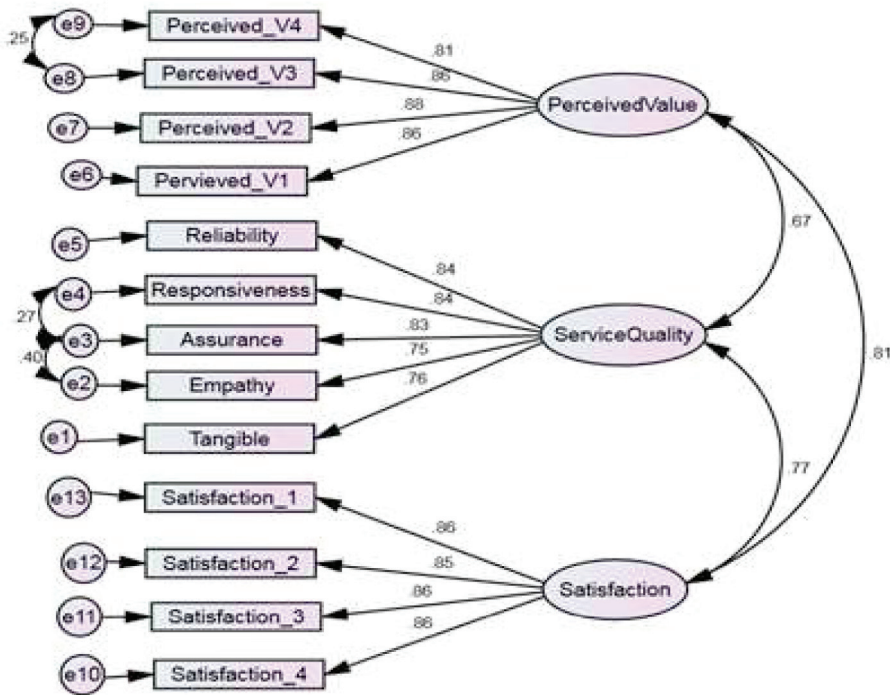 e9 Perceived_V4 .81
.25
e8 Perceived_V3 .86 PerceivedValue
e7 Perceived_V2 .88
e6 Pervieved_V1 .86
e5 Reliability .84 .67
e4 Responsiveness .84
.27
e3 Assurance .83 ServiceQuality .81
.40
e2 Empathy .75
e1 Tangible .76
.77
e13 Satisfaction_1 .86
e12 Satisfaction_2 .85 Satisfaction
e11 Satisfaction_3 .86
e10 Satisfaction_4 .86